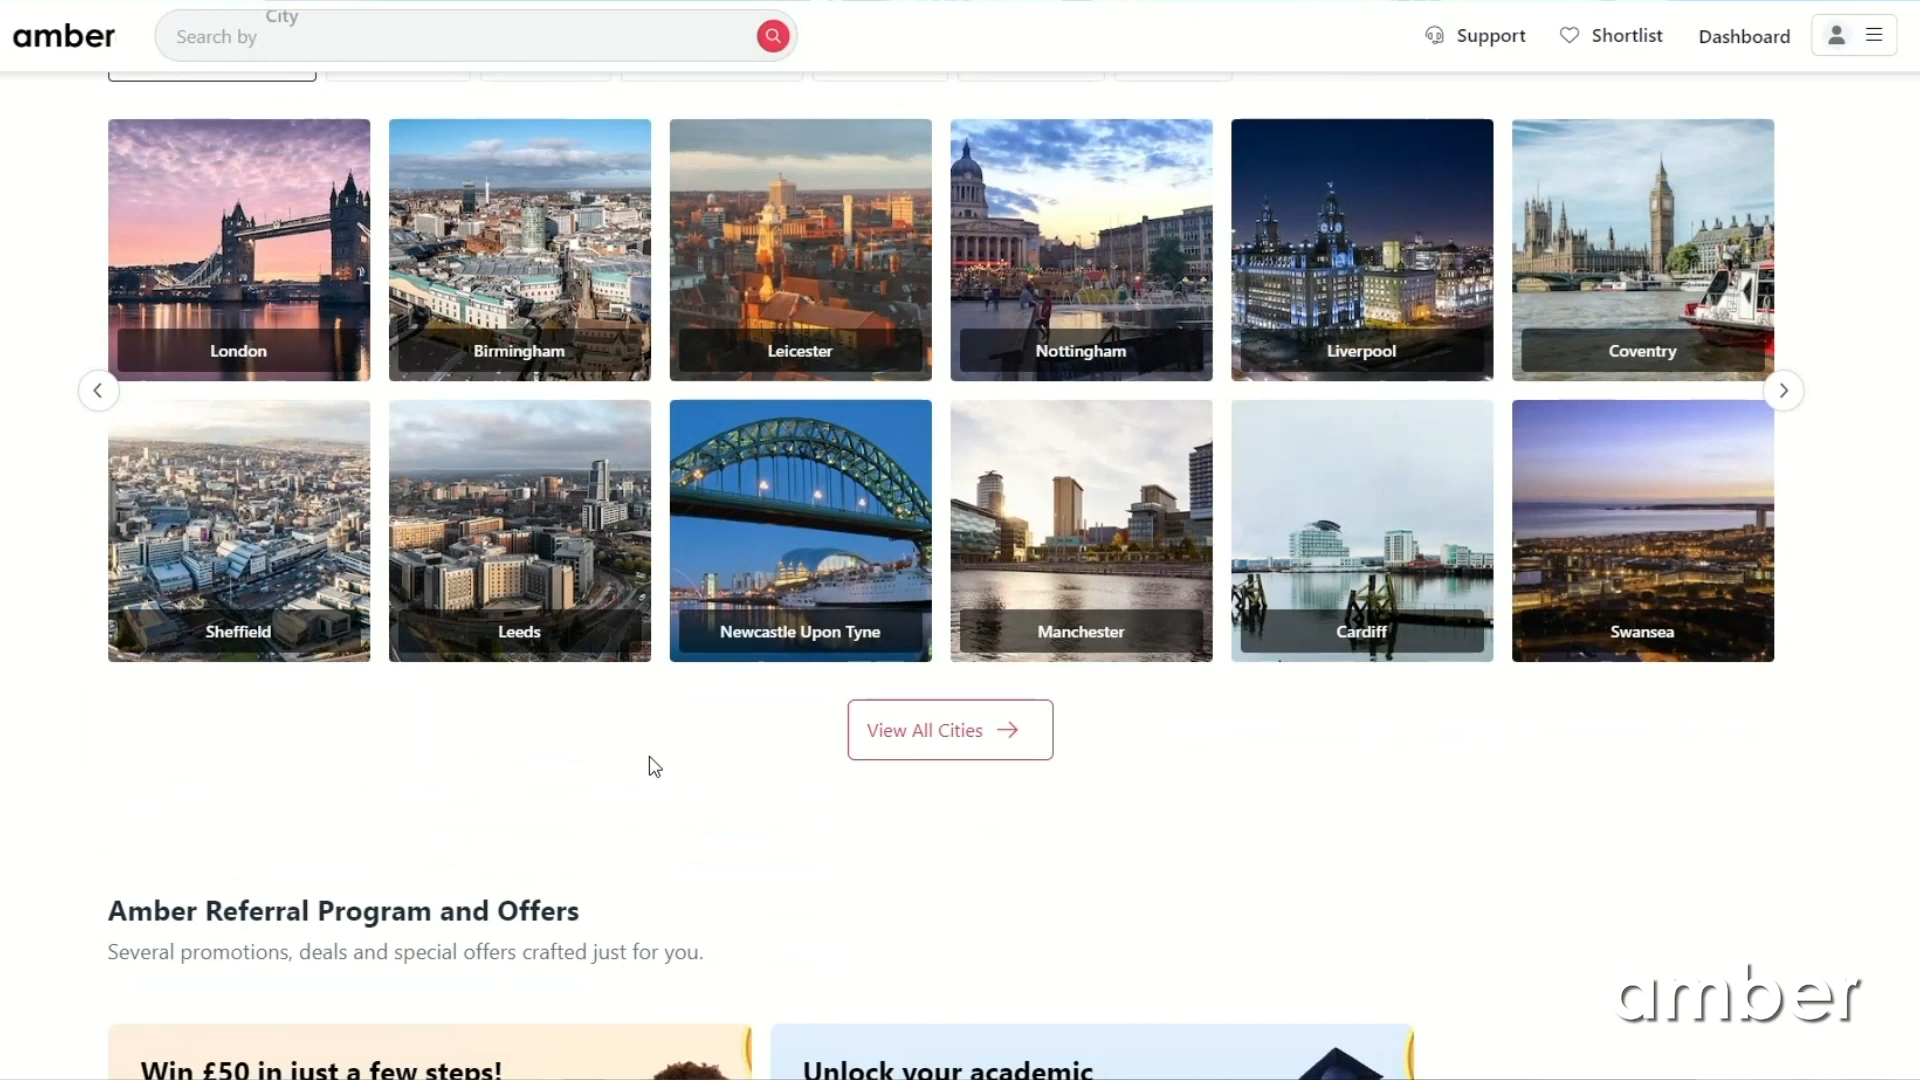 amber
Search by
City
Support
Shortlist
Dashboard
London
Birmingham
Leicester
Nottingham
Liverpool
Coventry
Sheffield
Leeds
Newcastle Upon Tyne
Manchester
Cardiff
Swansea
View All Cities
Amber Referral Program and Offers
Several promotions, deals and special offers crafted just for you.
amber
Win £50 in just a few steps!
Unlock your academic